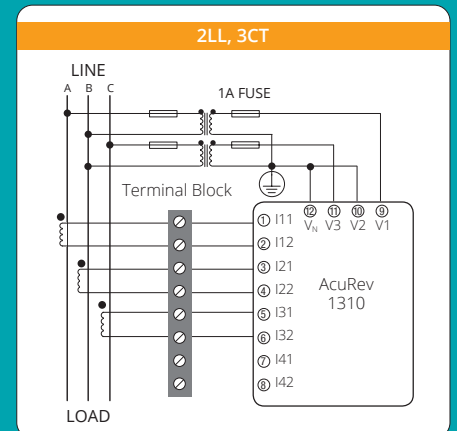 2LL, 3CT
LINE
A B C
1A FUSE
Terminal Block
⑫ ⑪ ⑩ ⑨
VN V3 V2 V1
① I11
② I12
③ I21
④ I22
⑤ I31
⑥ I32
⑦ I41
⑧ I42
AcuRev
1310
LOAD